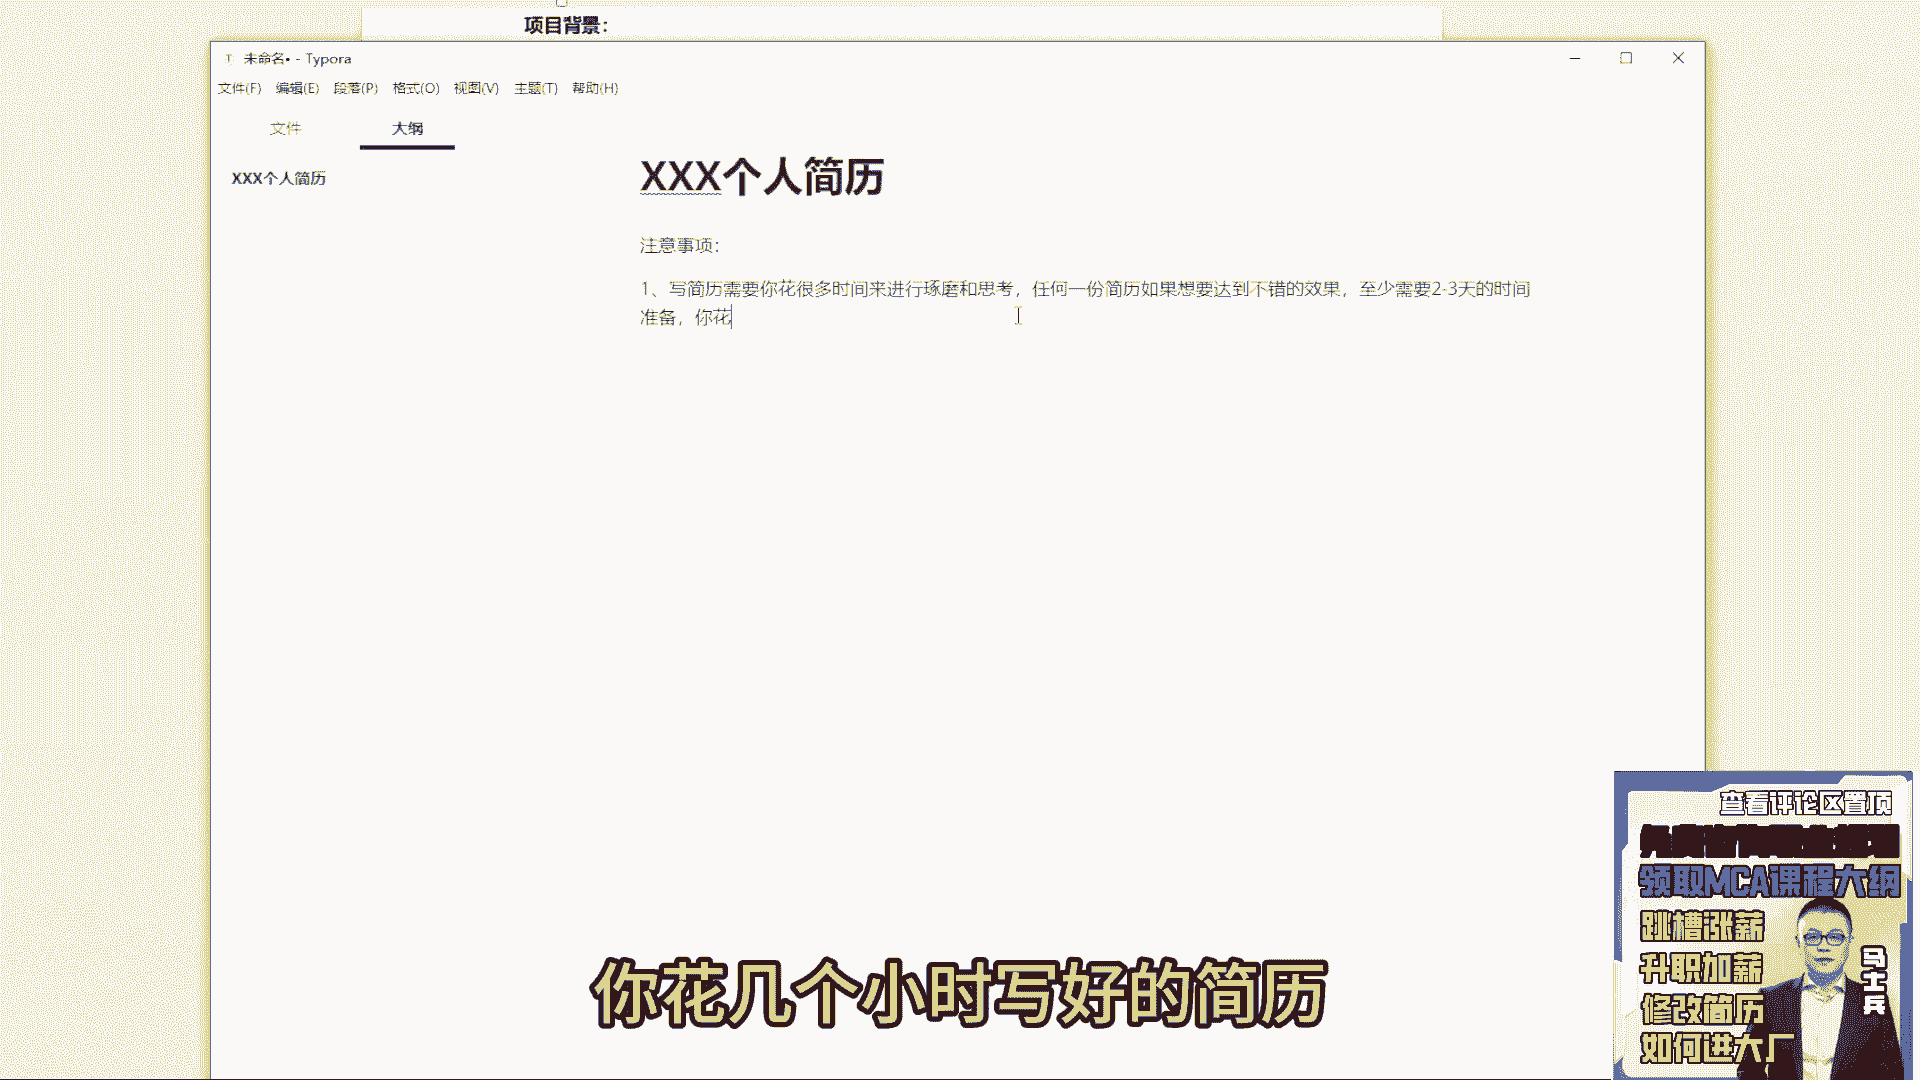 项目背景：
未命名• - Typora
文件(F) 编辑(E) 段落(P) 格式(O) 视图(V) 主题(T) 帮助(H)
文件 大纲
XXX个人简历
XXX个人简历
注意事项：
1、写简历需要你花很多时间来进行琢磨和思考，任何一份简历如果想要达到不错的效果，至少需要2-3天的时间
准备，你花
查看评论区置顶
领取MCA课程大纲
跳槽涨薪
升职加薪
修改简历
如何进大厂
马士兵
你花几个小时写好的简历